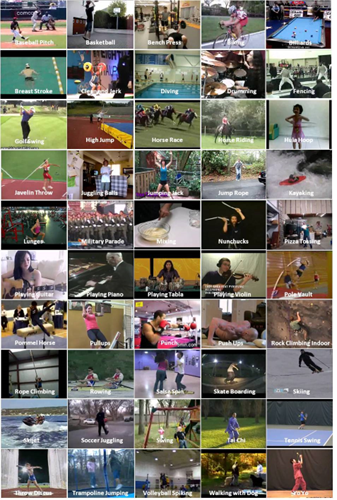 Baseball Pitch
Basketball
Bench Press
Biking
Billiards
Breast Stroke
Clean and Jerk
Diving
Drumming
Fencing
Golf Swing
High Jump
Horse Race
Horse Riding
Hula Hoop
Javelin Throw
Juggling Balls
Jumping Jack
Jump Rope
Kayaking
Lunges
Military Parade
Mixing
Nunchucks
Pizza Tossing
Playing Guitar
Playing Piano
Playing Tabla
Playing Violin
Pole Vault
Pommel Horse
Pullups
Punch
Push Ups
Rock Climbing Indoor
Rope Climbing
Rowing
Salsa Spin
Skate Boarding
Skiing
Skijet
Soccer Juggling
Swing
Tai Chi
Tennis Swing
Throw Discus
Trampoline Jumping
Volleyball Spiking
Walking with Dog
Yo Yo